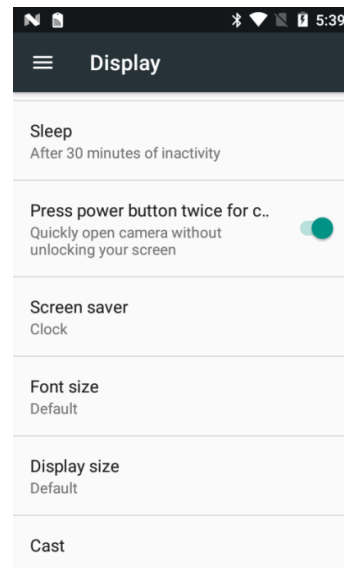 5:39
Display
Sleep
After 30 minutes of inactivity
Press power button twice for c..
Quickly open camera without
unlocking your screen
Screen saver
Clock
Font size
Default
Display size
Default
Cast